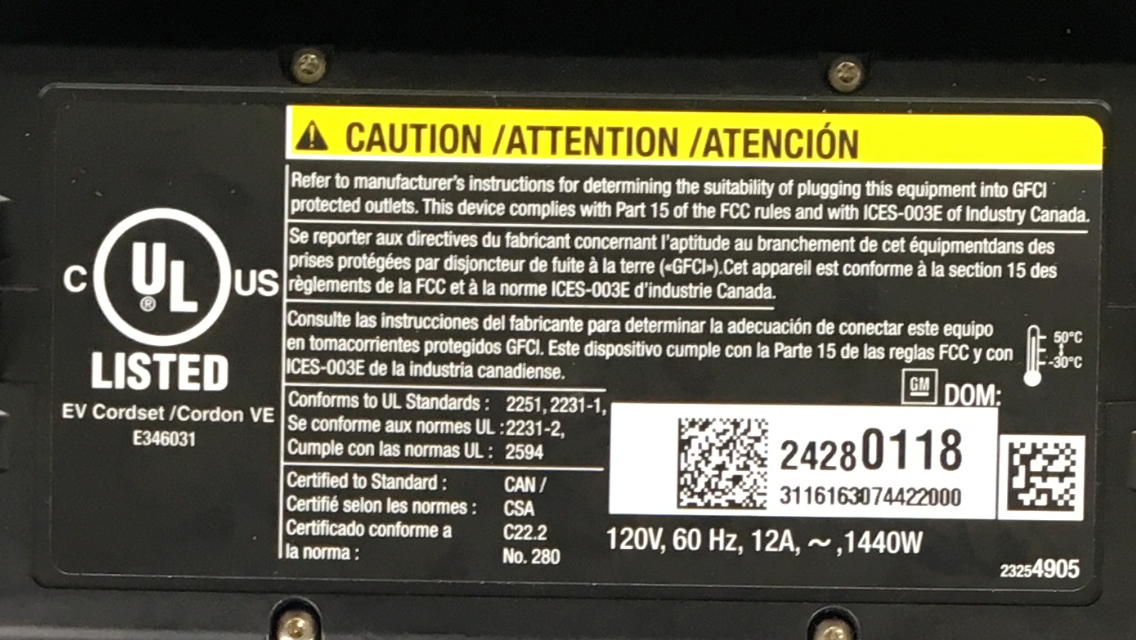 CAUTION /ATTENTION /ATENCIÓN
Refer to manufacturer's instructions for determining the suitability of plugging this equipment into GFCI
protected outlets. This device complies with Part 15 of the FCC rules and with ICES-003E of Industry Canada.
Se reporter aux directives du fabricant concernant l'aptitude au branchement de cet équipmentdans des
prises protégées par disjoncteur de fuite à la terre («GFCI»).Cet appareil est conforme à la section 15 des
règlements de la FCC et à la norme ICES-003E d'industrie Canada.
Consulte las instrucciones del fabricante para determinar la adecuación de conectar este equipo
en tomacorrientes protegidos GFCI. Este dispositivo cumple con la Parte 15 de las reglas FCC y con
ICES-003E de la industria canadiense.
50°C
-30°C
C UL® US
LISTED
EV Cordset /Cordon VE
E346031
Conforms to UL Standards : 2251, 2231-1,
Se conforme aux normes UL :2231-2,
Cumple con las normas UL : 2594
Certified to Standard : CAN /
Certifié selon les normes : CSA
Certificado conforme a C22.2
la norma : No. 280
GM DOM:
24280118
3116163074422000
120V, 60 Hz, 12A, ~ ,1440W
23254905